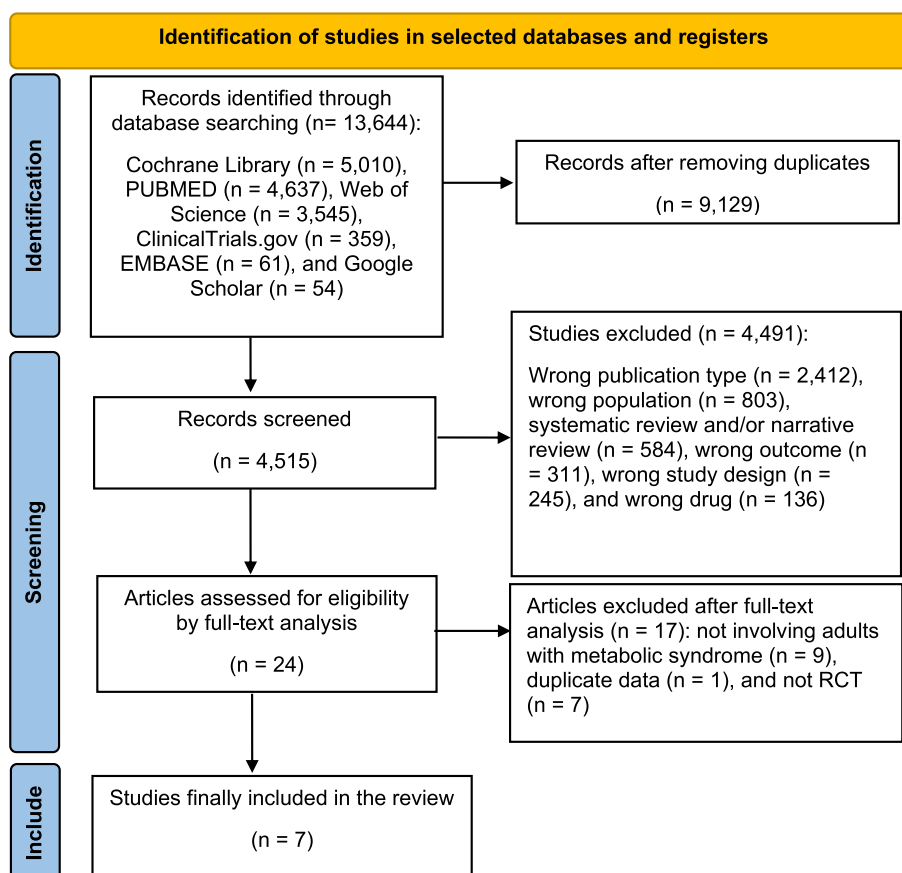 Identification of studies in selected databases and registers
Identification
Records identified through
database searching (n= 13,644):
Cochrane Library (n = 5,010),
PUBMED (n = 4,637), Web of
Science (n = 3,545),
ClinicalTrials.gov (n = 359),
EMBASE (n = 61), and Google
Scholar (n = 54)
Records after removing duplicates
(n = 9,129)
Screening
Records screened
(n = 4,515)
Studies excluded (n = 4,491):
Wrong publication type (n = 2,412),
wrong population (n = 803),
systematic review and/or narrative
review (n = 584), wrong outcome (n
= 311), wrong study design (n =
245), and wrong drug (n = 136)
Articles assessed for eligibility
by full-text analysis
(n = 24)
Articles excluded after full-text
analysis (n = 17): not involving adults
with metabolic syndrome (n = 9),
duplicate data (n = 1), and not RCT
(n = 7)
Include
Studies finally included in the review
(n = 7)